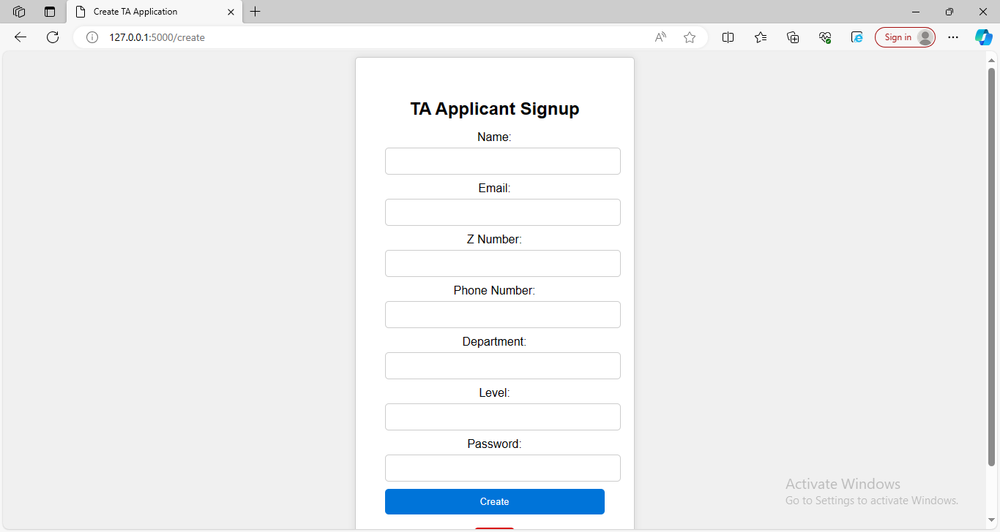 Create TA Application
127.0.0.1:5000/create
Sign in
TA Applicant Signup
Name:
Email:
Z Number:
Phone Number:
Department:
Level:
Password:
Create
Activate Windows
Go to Settings to activate Windows.